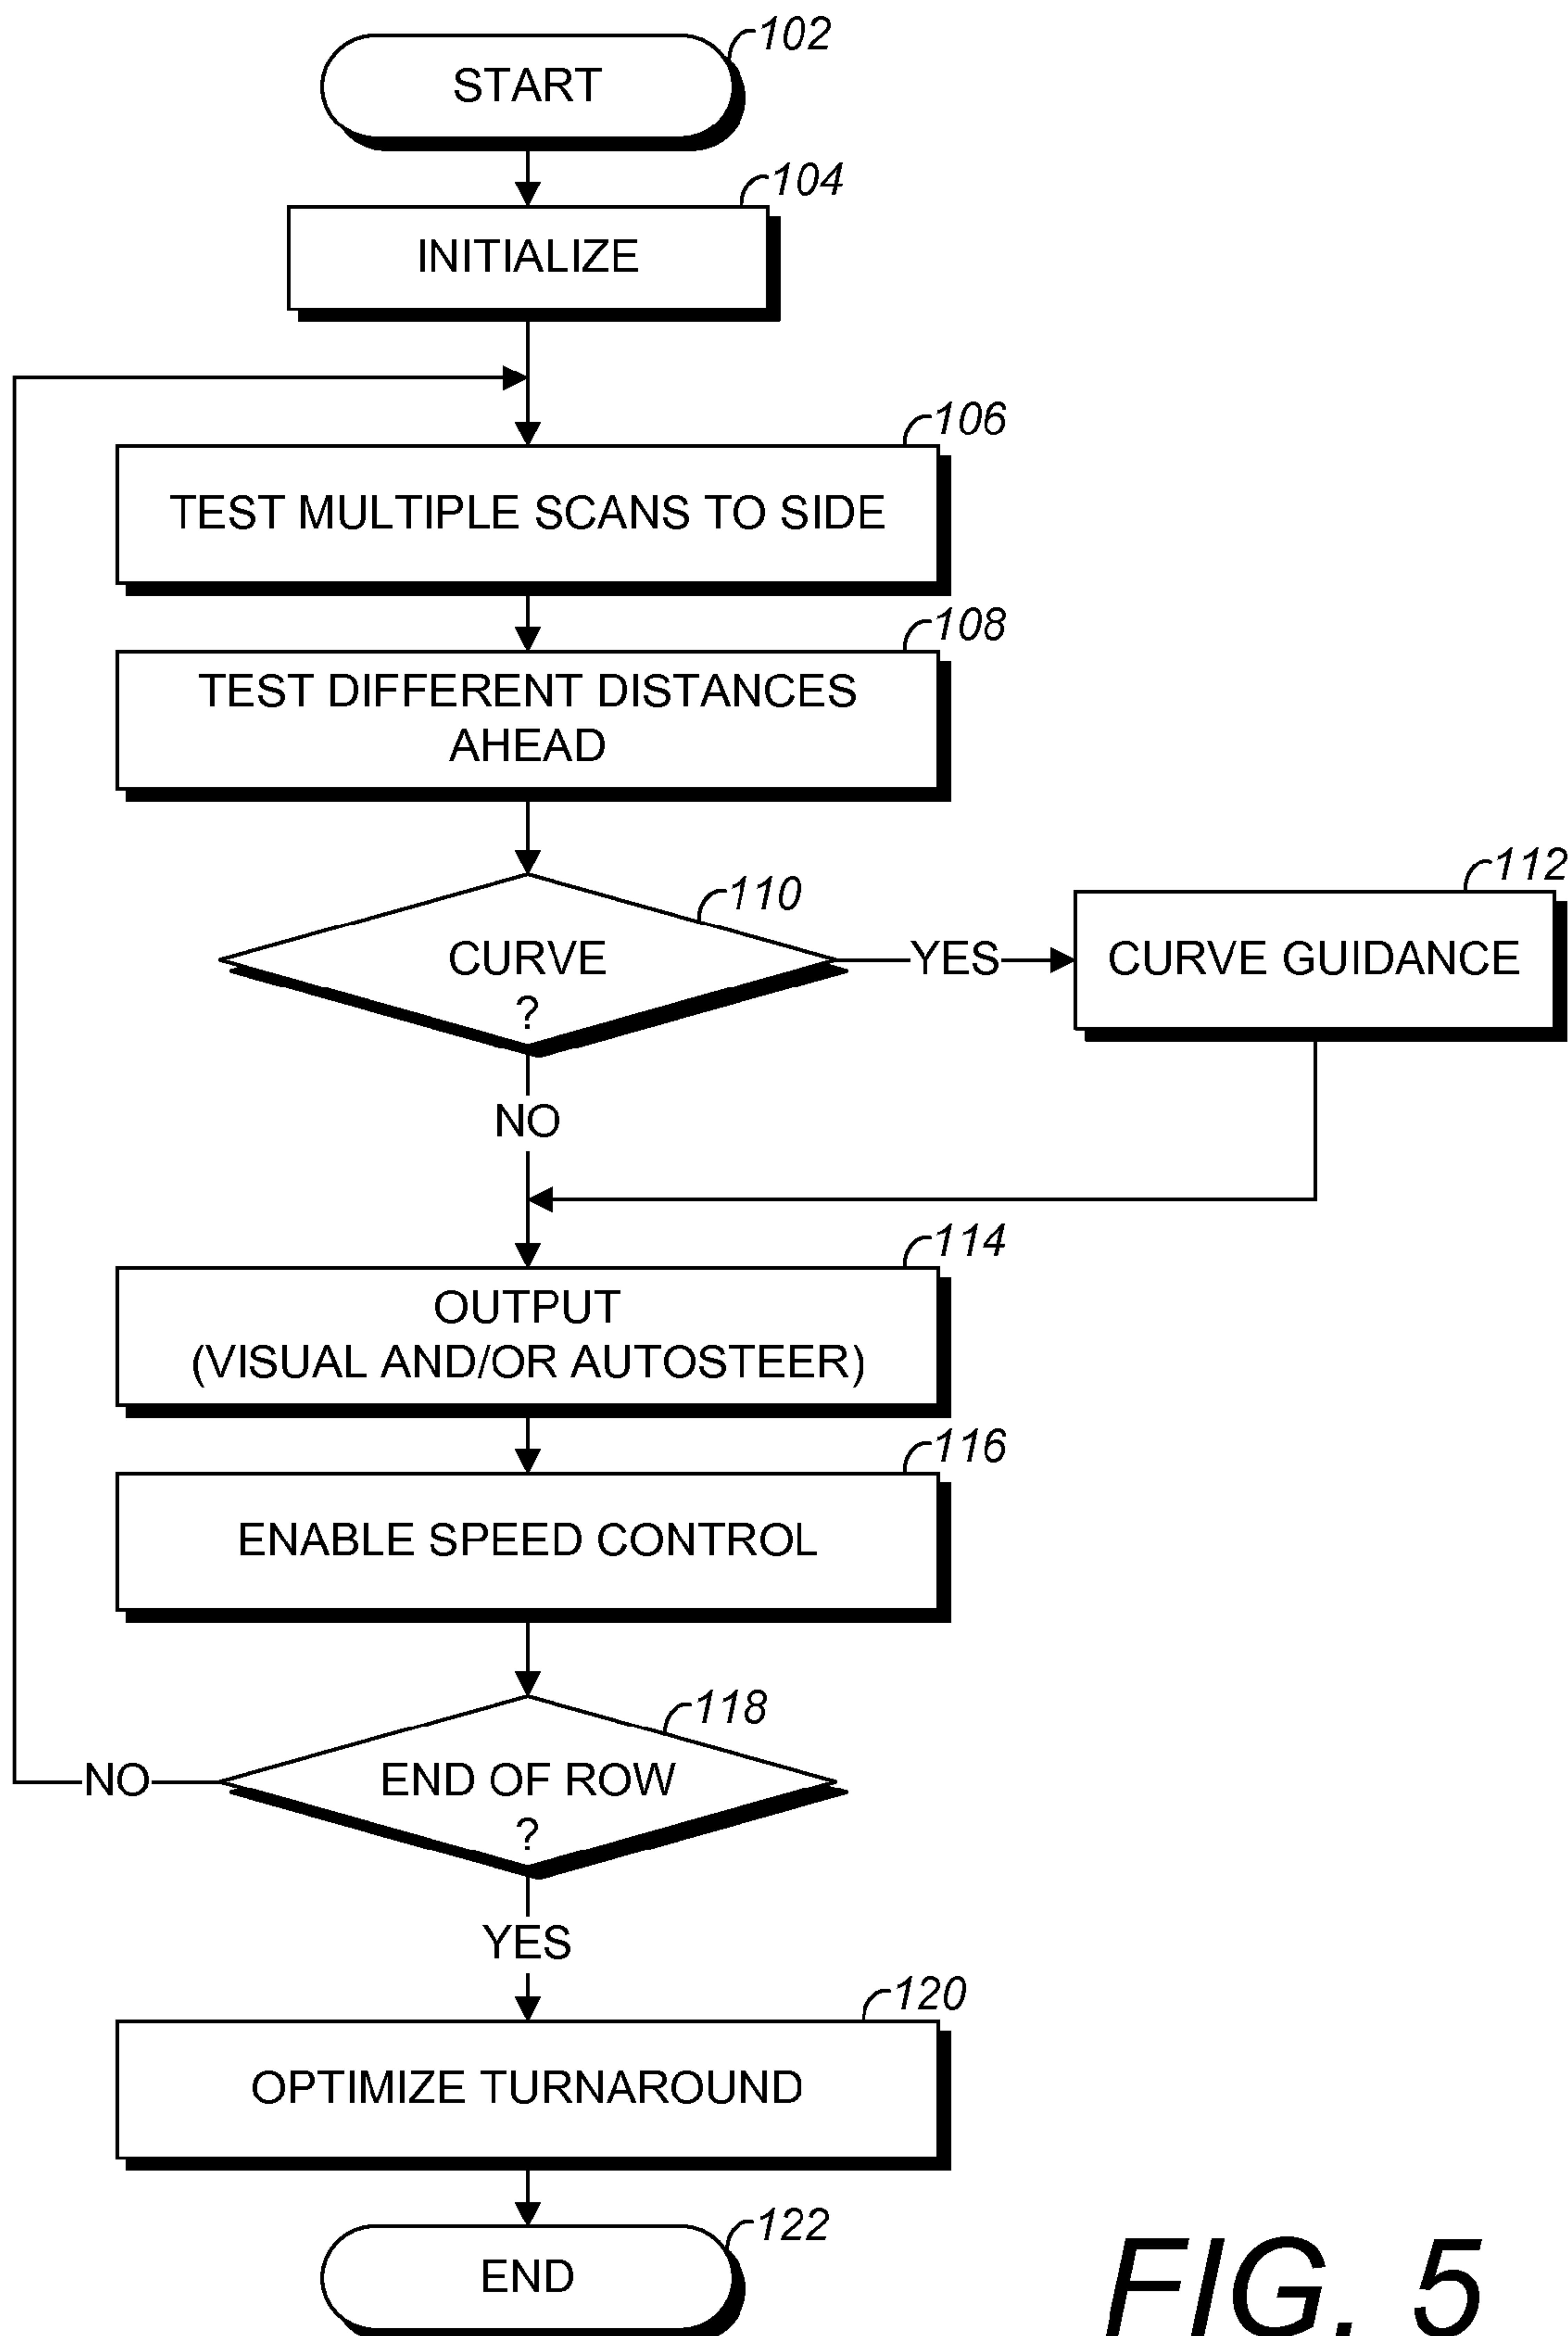 102
START
104
INITIALIZE
106
TEST MULTIPLE SCANS TO SIDE
108
TEST DIFFERENT DISTANCES
AHEAD
110
CURVE
?
YES
112
CURVE GUIDANCE
NO
114
OUTPUT
(VISUAL AND/OR AUTOSTEER)
116
ENABLE SPEED CONTROL
118
END OF ROW
?
NO
YES
120
OPTIMIZE TURNAROUND
122
END
FIG. 5